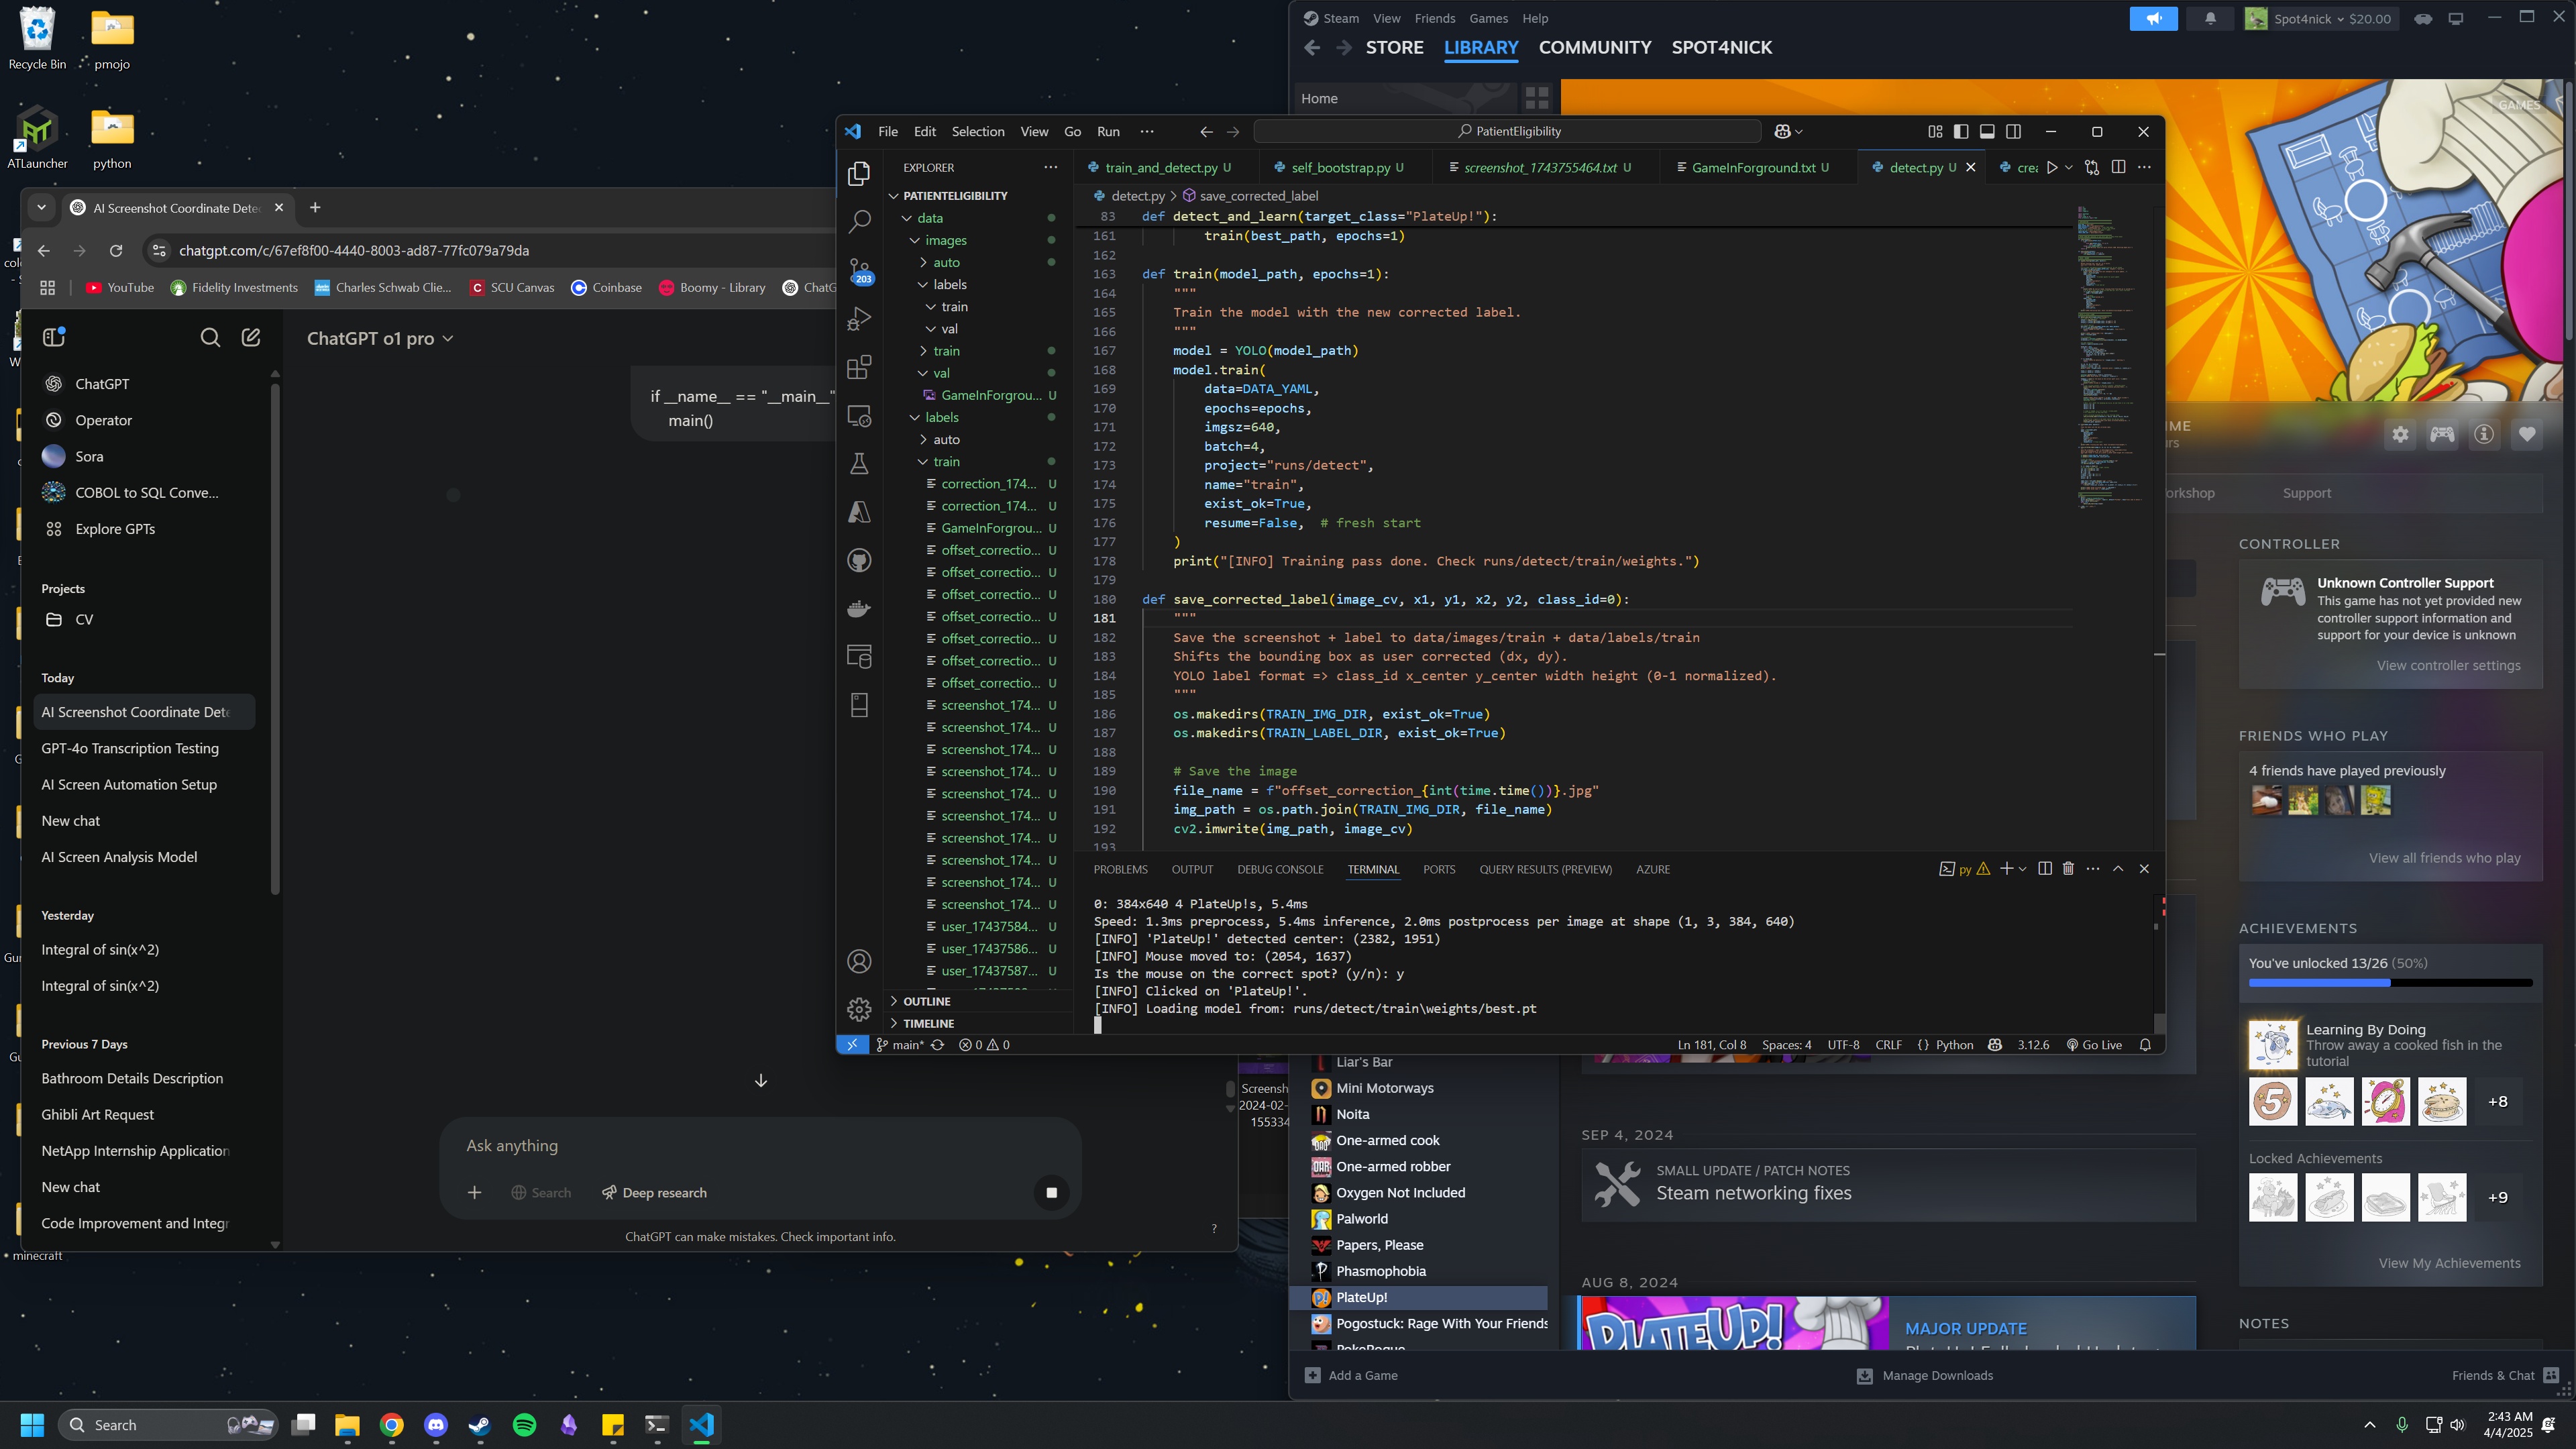 Recycle Bin
pmojo
ATLauncher
python
minecraft
AI Screenshot Coordinate Dete
chatgpt.com/c/67ef8f00-4440-8003-ad87-77fc079a79da
YouTube
Fidelity Investments
Charles Schwab Clie...
SCU Canvas
Coinbase
Boomy - Library
ChatG
ChatGPT o1 pro
ChatGPT
Operator
Sora
COBOL to SQL Conve...
Explore GPTs
Projects
CV
Today
AI Screenshot Coordinate Dete
GPT-4o Transcription Testing
AI Screen Automation Setup
New chat
AI Screen Analysis Model
Yesterday
Integral of sin(x^2)
Integral of sin(x^2)
Previous 7 Days
Bathroom Details Description
Ghibli Art Request
NetApp Internship Application
New chat
Code Improvement and Integr
if __name__ == "__main__"
main()
Ask anything
Search
Deep research
ChatGPT can make mistakes. Check important info.
?
Screensh
2024-02-
155334
File Edit Selection View Go Run ...
PatientEligibility
EXPLORER
PATIENTELIGIBILITY
data
images
auto
labels
train
val
train
val
GameInForgrou... U
labels
auto
train
correction_174... U
correction_174... U
GameInForgrou... U
offset_correctio... U
offset_correctio... U
offset_correctio... U
offset_correctio... U
offset_correctio... U
offset_correctio... U
offset_correctio... U
screenshot_174... U
screenshot_174... U
screenshot_174... U
screenshot_174... U
screenshot_174... U
screenshot_174... U
screenshot_174... U
screenshot_174... U
screenshot_174... U
screenshot_174... U
user_17437584... U
user_17437586... U
user_17437587... U
OUTLINE
TIMELINE
203
train_and_detect.py U
self_bootstrap.py U
screenshot_1743755464.txt U
GameInForground.txt U
detect.py U
crea
detect.py > save_corrected_label
83 def detect_and_learn(target_class="PlateUp!"):
161 train(best_path, epochs=1)
162
163 def train(model_path, epochs=1):
164 """
165 Train the model with the new corrected label.
166 """
167 model = YOLO(model_path)
168 model.train(
169 data=DATA_YAML,
170 epochs=epochs,
171 imgsz=640,
172 batch=4,
173 project="runs/detect",
174 name="train",
175 exist_ok=True,
176 resume=False, # fresh start
177 )
178 print("[INFO] Training pass done. Check runs/detect/train/weights.")
179
180 def save_corrected_label(image_cv, x1, y1, x2, y2, class_id=0):
181 """
182 Save the screenshot + label to data/images/train + data/labels/train
183 Shifts the bounding box as user corrected (dx, dy).
184 YOLO label format => class_id x_center y_center width height (0-1 normalized).
185 """
186 os.makedirs(TRAIN_IMG_DIR, exist_ok=True)
187 os.makedirs(TRAIN_LABEL_DIR, exist_ok=True)
188
189 # Save the image
190 file_name = f"offset_correction_{int(time.time())}.jpg"
191 img_path = os.path.join(TRAIN_IMG_DIR, file_name)
192 cv2.imwrite(img_path, image_cv)
193
PROBLEMS OUTPUT DEBUG CONSOLE TERMINAL PORTS QUERY RESULTS (PREVIEW) AZURE
py
0: 384x640 4 PlateUp!s, 5.4ms
Speed: 1.3ms preprocess, 5.4ms inference, 2.0ms postprocess per image at shape (1, 3, 384, 640)
[INFO] 'PlateUp!' detected center: (2382, 1951)
[INFO] Mouse moved to: (2054, 1637)
Is the mouse on the correct spot? (y/n): y
[INFO] Clicked on 'PlateUp!'.
[INFO] Loading model from: runs/detect/train\weights/best.pt
main* 0 0
Ln 181, Col 8 Spaces: 4 UTF-8 CRLF {} Python 3.12.6 Go Live
Steam View Friends Games Help
Spot4nick $20.00
STORE LIBRARY COMMUNITY SPOT4NICK
Home
GAMES
IME
rs
orkshop
Support
CONTROLLER
Unknown Controller Support
This game has not yet provided new
controller support information and
support for your device is unknown
View controller settings
FRIENDS WHO PLAY
4 friends have played previously
View all friends who play
ACHIEVEMENTS
You've unlocked 13/26 (50%)
Learning By Doing
Throw away a cooked fish in the
tutorial
5
+8
Locked Achievements
+9
View My Achievements
NOTES
Liar's Bar
Mini Motorways
Noita
One-armed cook
One-armed robber
Oxygen Not Included
Palworld
Papers, Please
Phasmophobia
PlateUp!
Pogostuck: Rage With Your Friends
PokeRogue
SEP 4, 2024
SMALL UPDATE / PATCH NOTES
Steam networking fixes
AUG 8, 2024
PLATEUP!
MAJOR UPDATE
Add a Game
Manage Downloads
Friends & Chat
Search
2:43 AM
4/4/2025